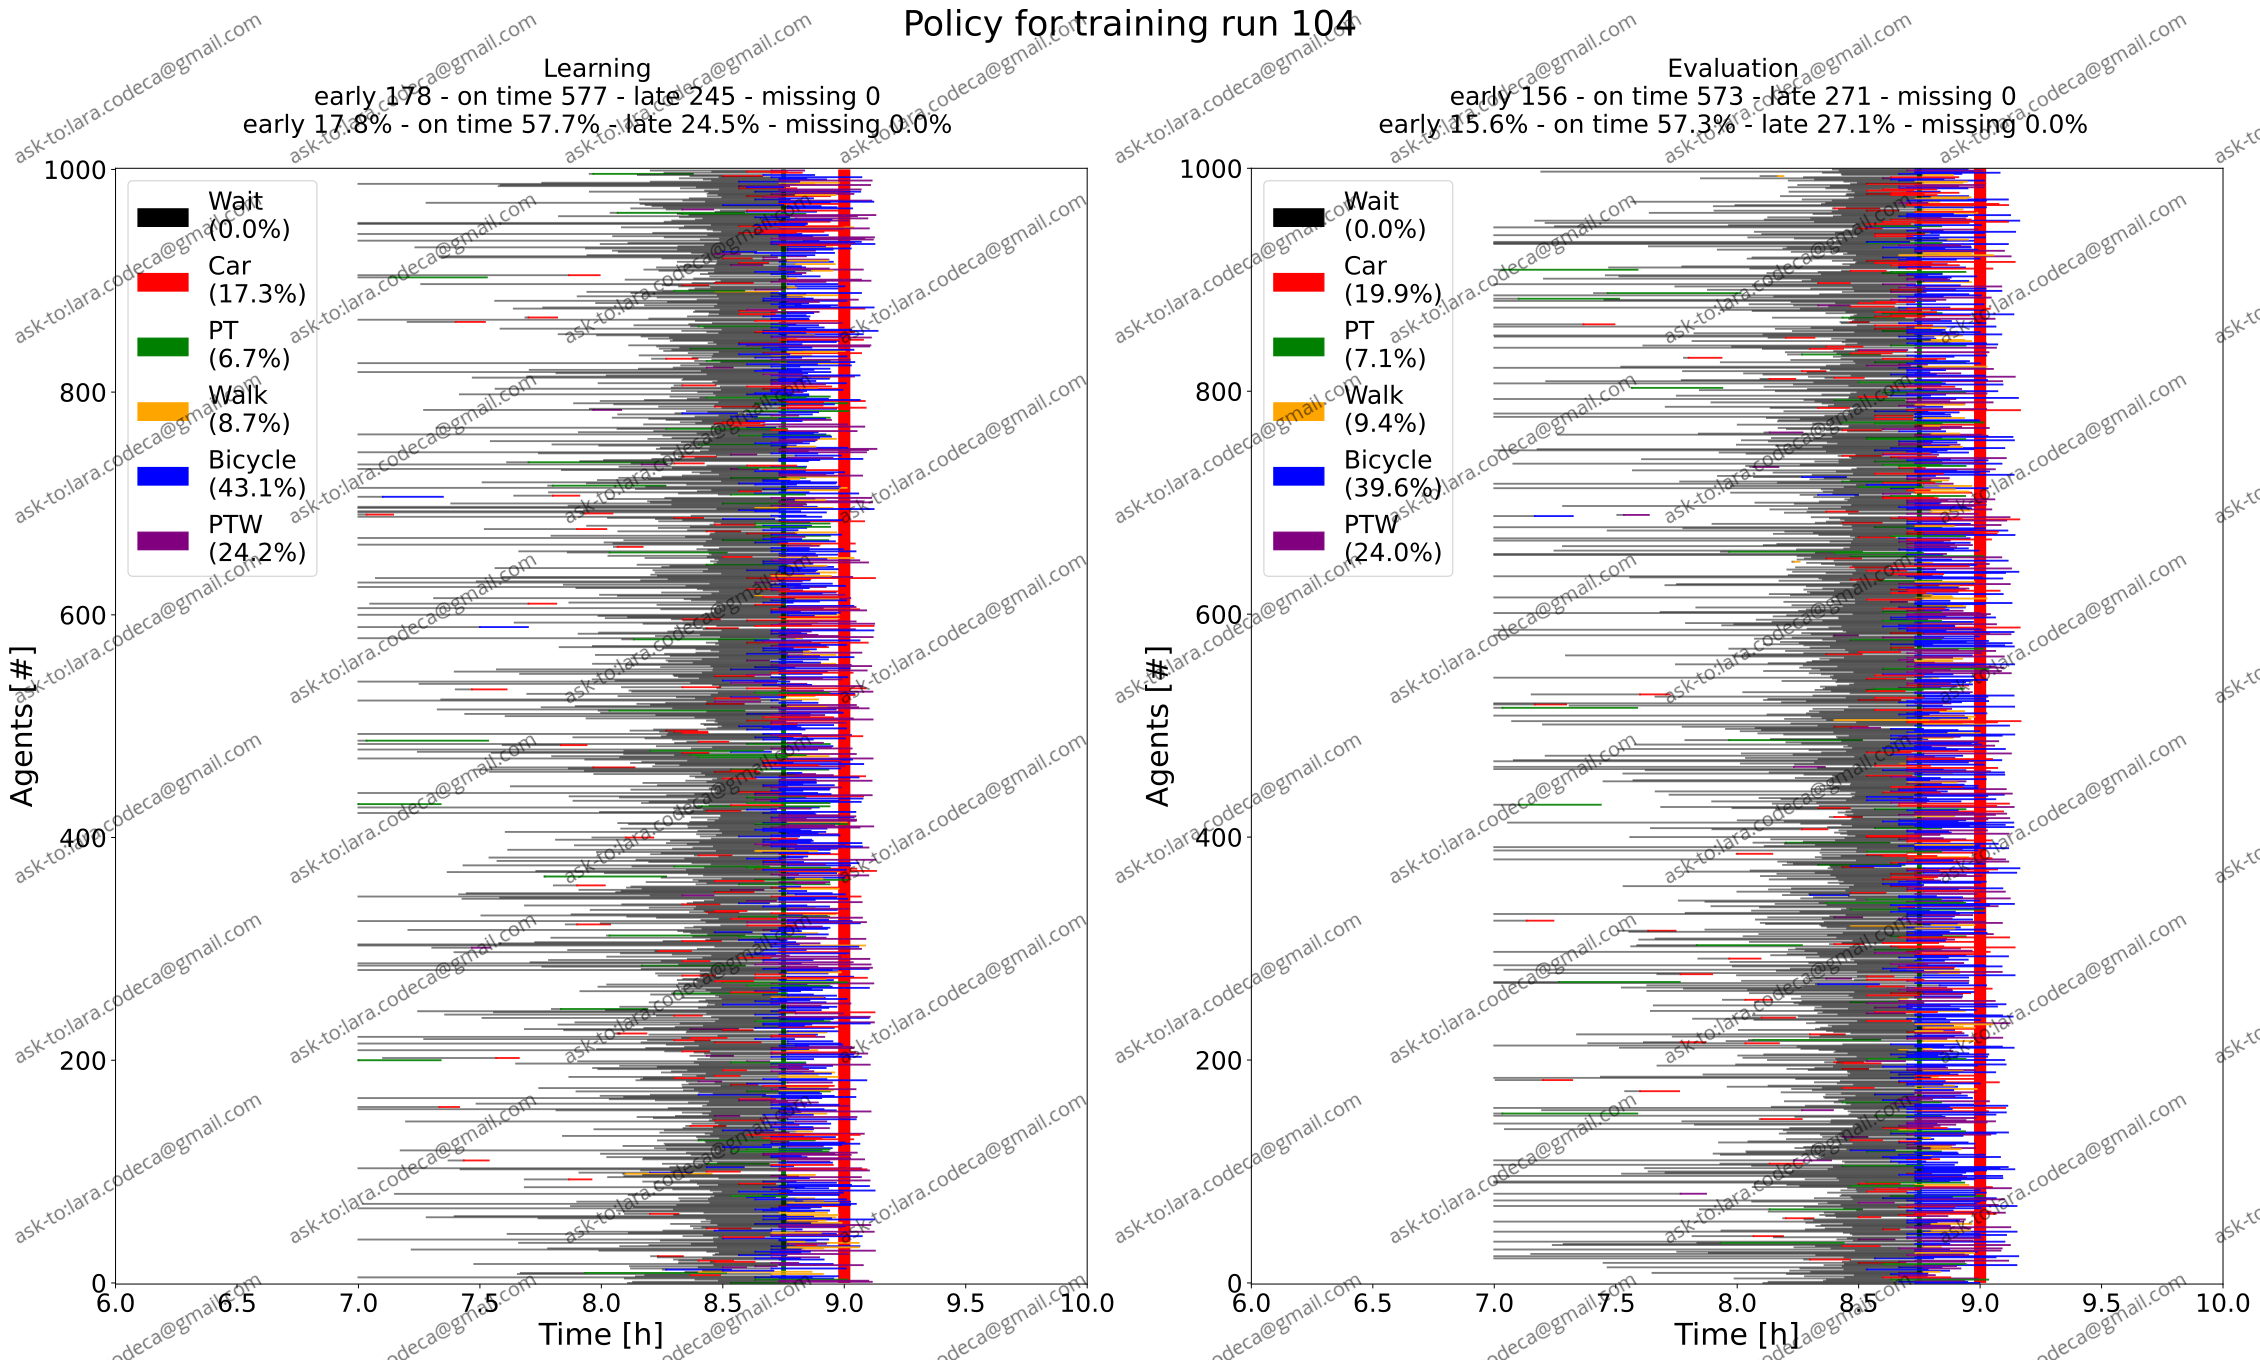 Policy for training run 104
Learning
early 178 - on time 577 - late 245 - missing 0
early 17.8% - on time 57.7% - late 24.5% - missing 0.0%
1000
800
600
400
200
0
Agents [#]
Wait
(0.0%)
Car
(17.3%)
PT
(6.7%)
Walk
(8.7%)
Bicycle
(43.1%)
PTW
(24.2%)
6.0 6.5 7.0 7.5 8.0 8.5 9.0 9.5 10.0
Time [h]
Evaluation
early 156 - on time 573 - late 271 - missing 0
early 15.6% - on time 57.3% - late 27.1% - missing 0.0%
1000
800
600
400
200
0
Agents [#]
Wait
(0.0%)
Car
(19.9%)
PT
(7.1%)
Walk
(9.4%)
Bicycle
(39.6%)
PTW
(24.0%)
6.0 6.5 7.0 7.5 8.0 8.5 9.0 9.5 10.0
Time [h]
ask-to:lara.codeca@gmail.com